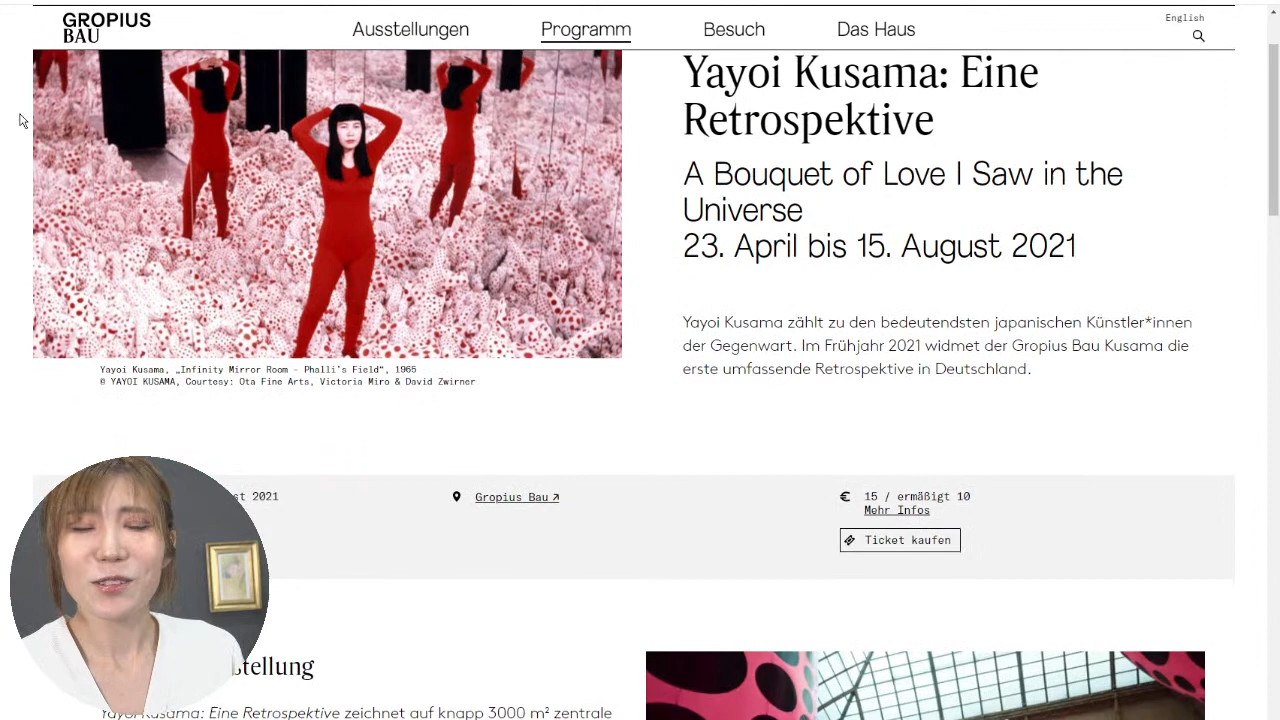 GROPIUS
BAU
Ausstellungen
Programm
Besuch
Das Haus
English
Yayoi Kusama: Eine
Retrospektive
A Bouquet of Love I Saw in the
Universe
23. April bis 15. August 2021
Yayoi Kusama zählt zu den bedeutendsten japanischen Künstler*innen
der Gegenwart. Im Frühjahr 2021 widmet der Gropius Bau Kusama die
erste umfassende Retrospektive in Deutschland.
Yayoi Kusama, „Infinity Mirror Room – Phalli's Field“, 1965
© YAYOI KUSAMA, Courtesy: Ota Fine Arts, Victoria Miro & David Zwirner
st 2021
Gropius Bau
15 / ermäßigt 10
Mehr Infos
Ticket kaufen
stellung
Yayoi Kusama: Eine Retrospektive zeichnet auf knapp 3000 m² zentrale